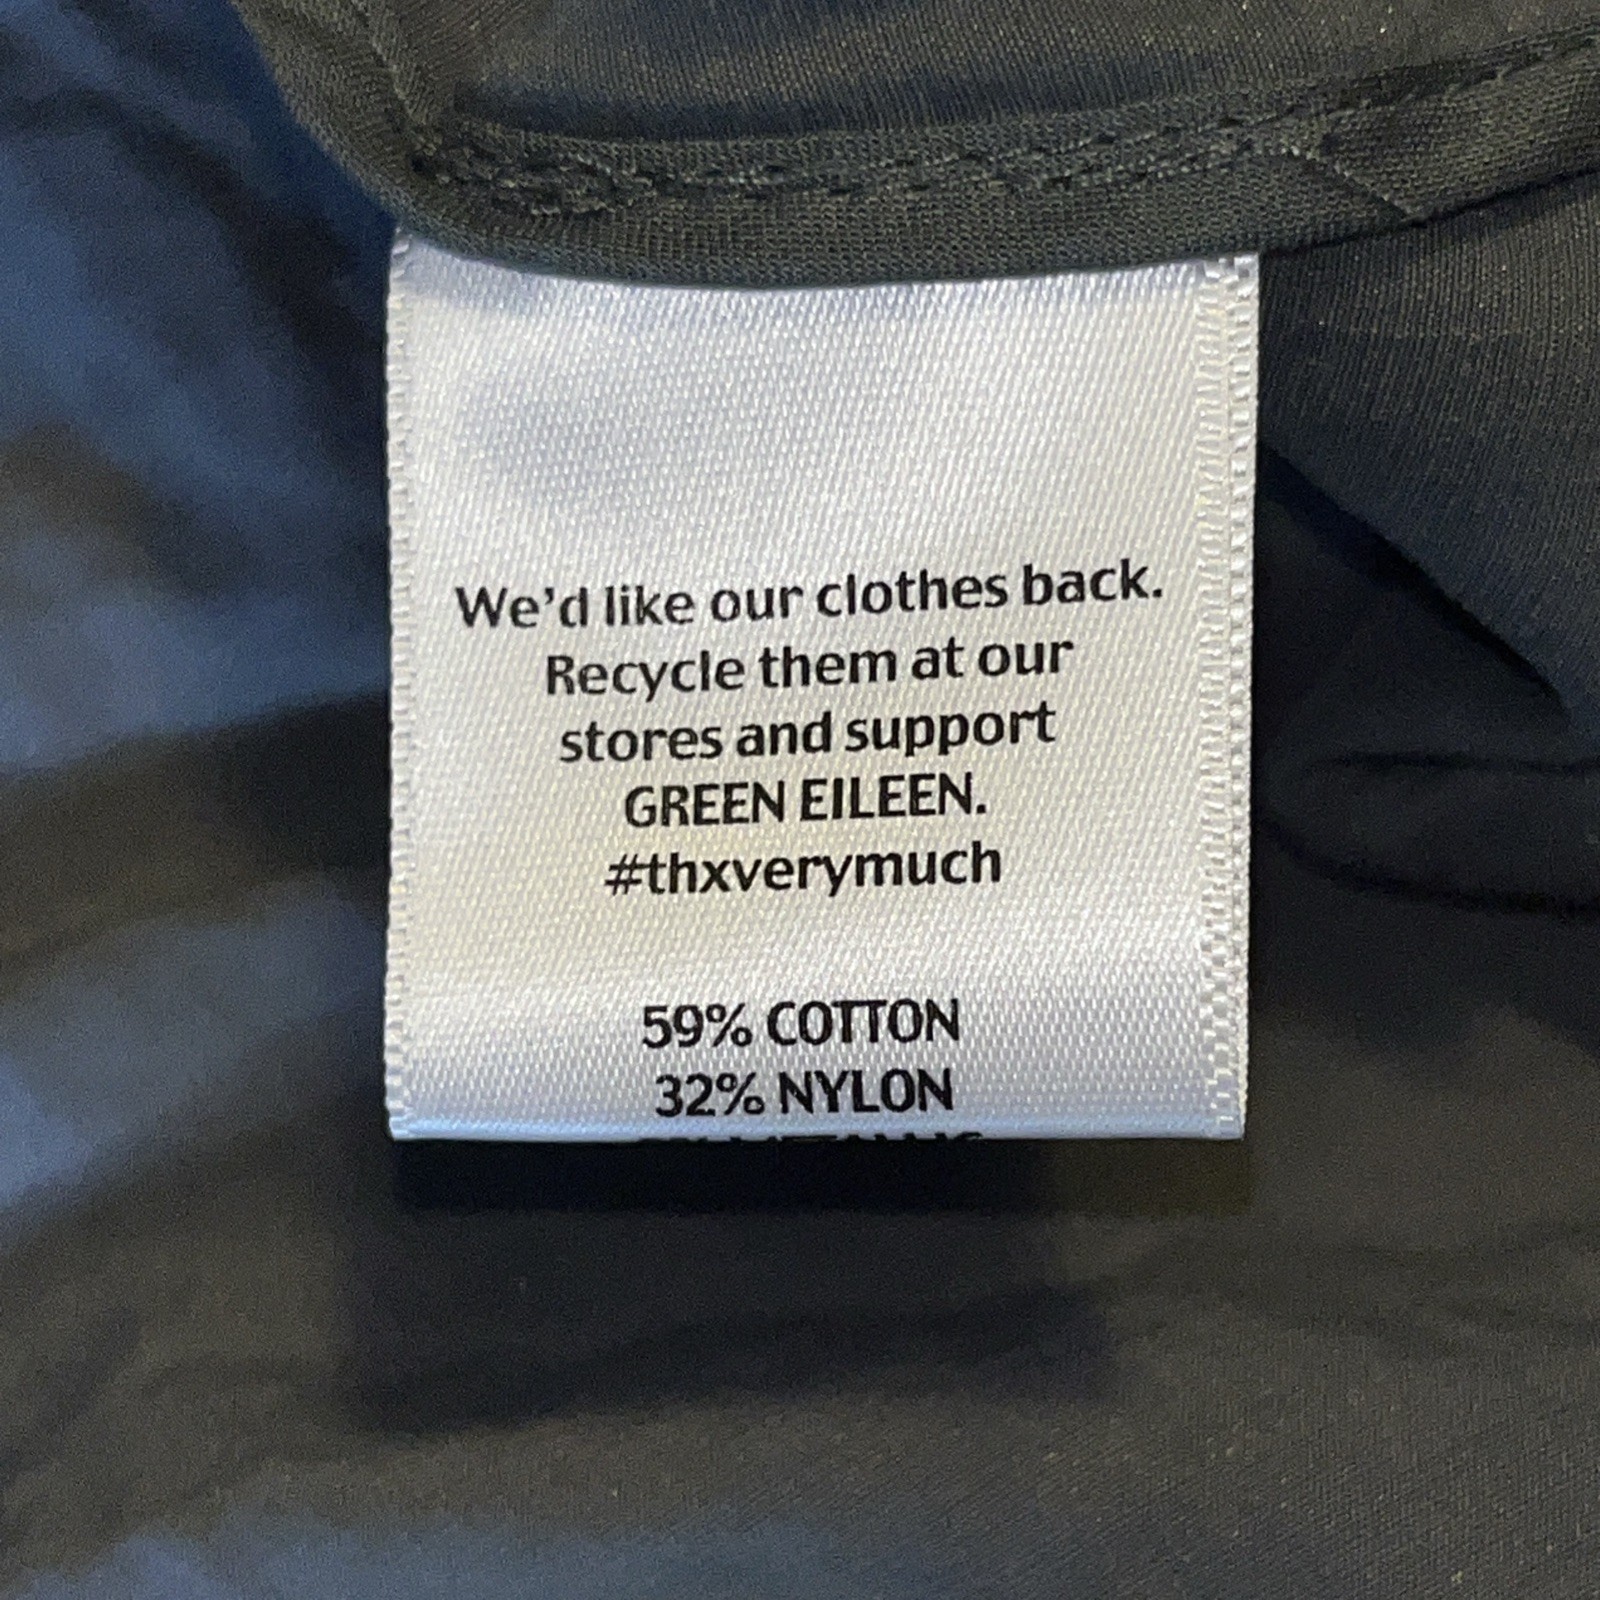 We'd like our clothes back.
Recycle them at our
stores and support
GREEN EILEEN.
#thxverymuch
59% COTTON
32% NYLON